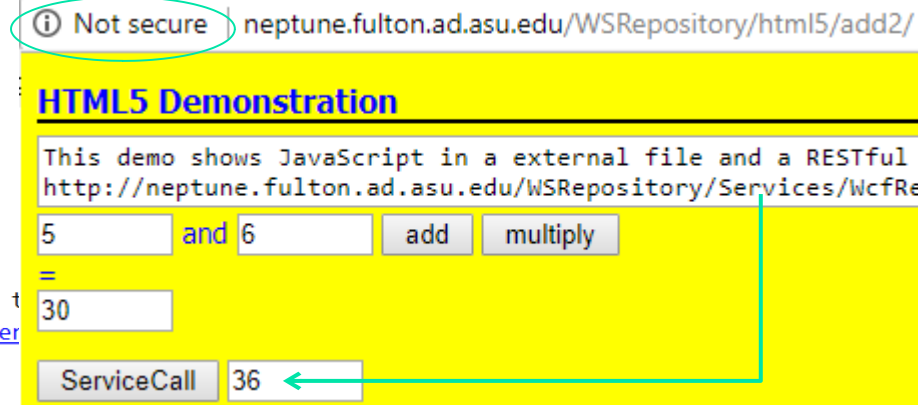 Not secure neptune.fulton.ad.asu.edu/WSRepository/html5/add2/
HTML5 Demonstration
This demo shows JavaScript in a external file and a RESTful
http://neptune.fulton.ad.asu.edu/WSRepository/Services/WcfRe
5 and 6 add multiply
=
30
ServiceCall 36